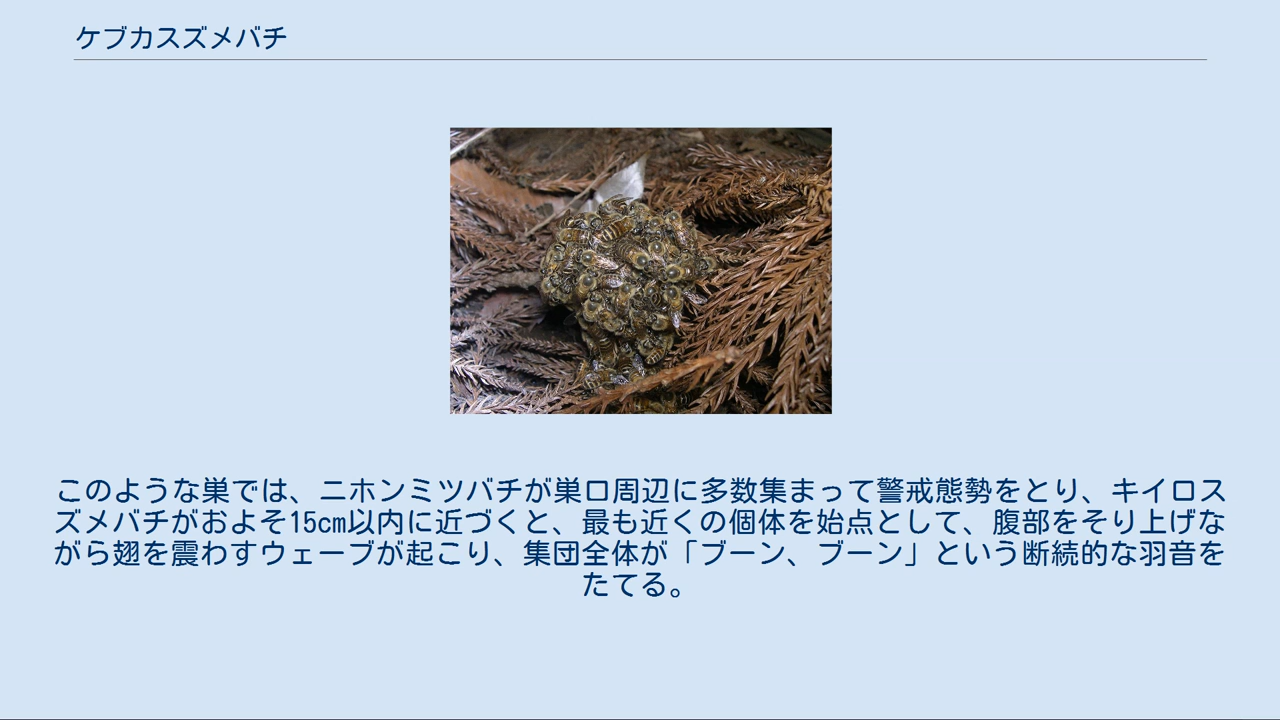 ケブカスズメバチ
このような巣では、ニホンミツバチが巣口周辺に多数集まって警戒態勢をとり、キイロス
ズメバチがおよそ15cm以内に近づくと、最も近くの個体を始点として、腹部をそり上げな
がら翅を震わすウェーブが起こり、集団全体が「ブーン、ブーン」という断続的な羽音を
たてる。